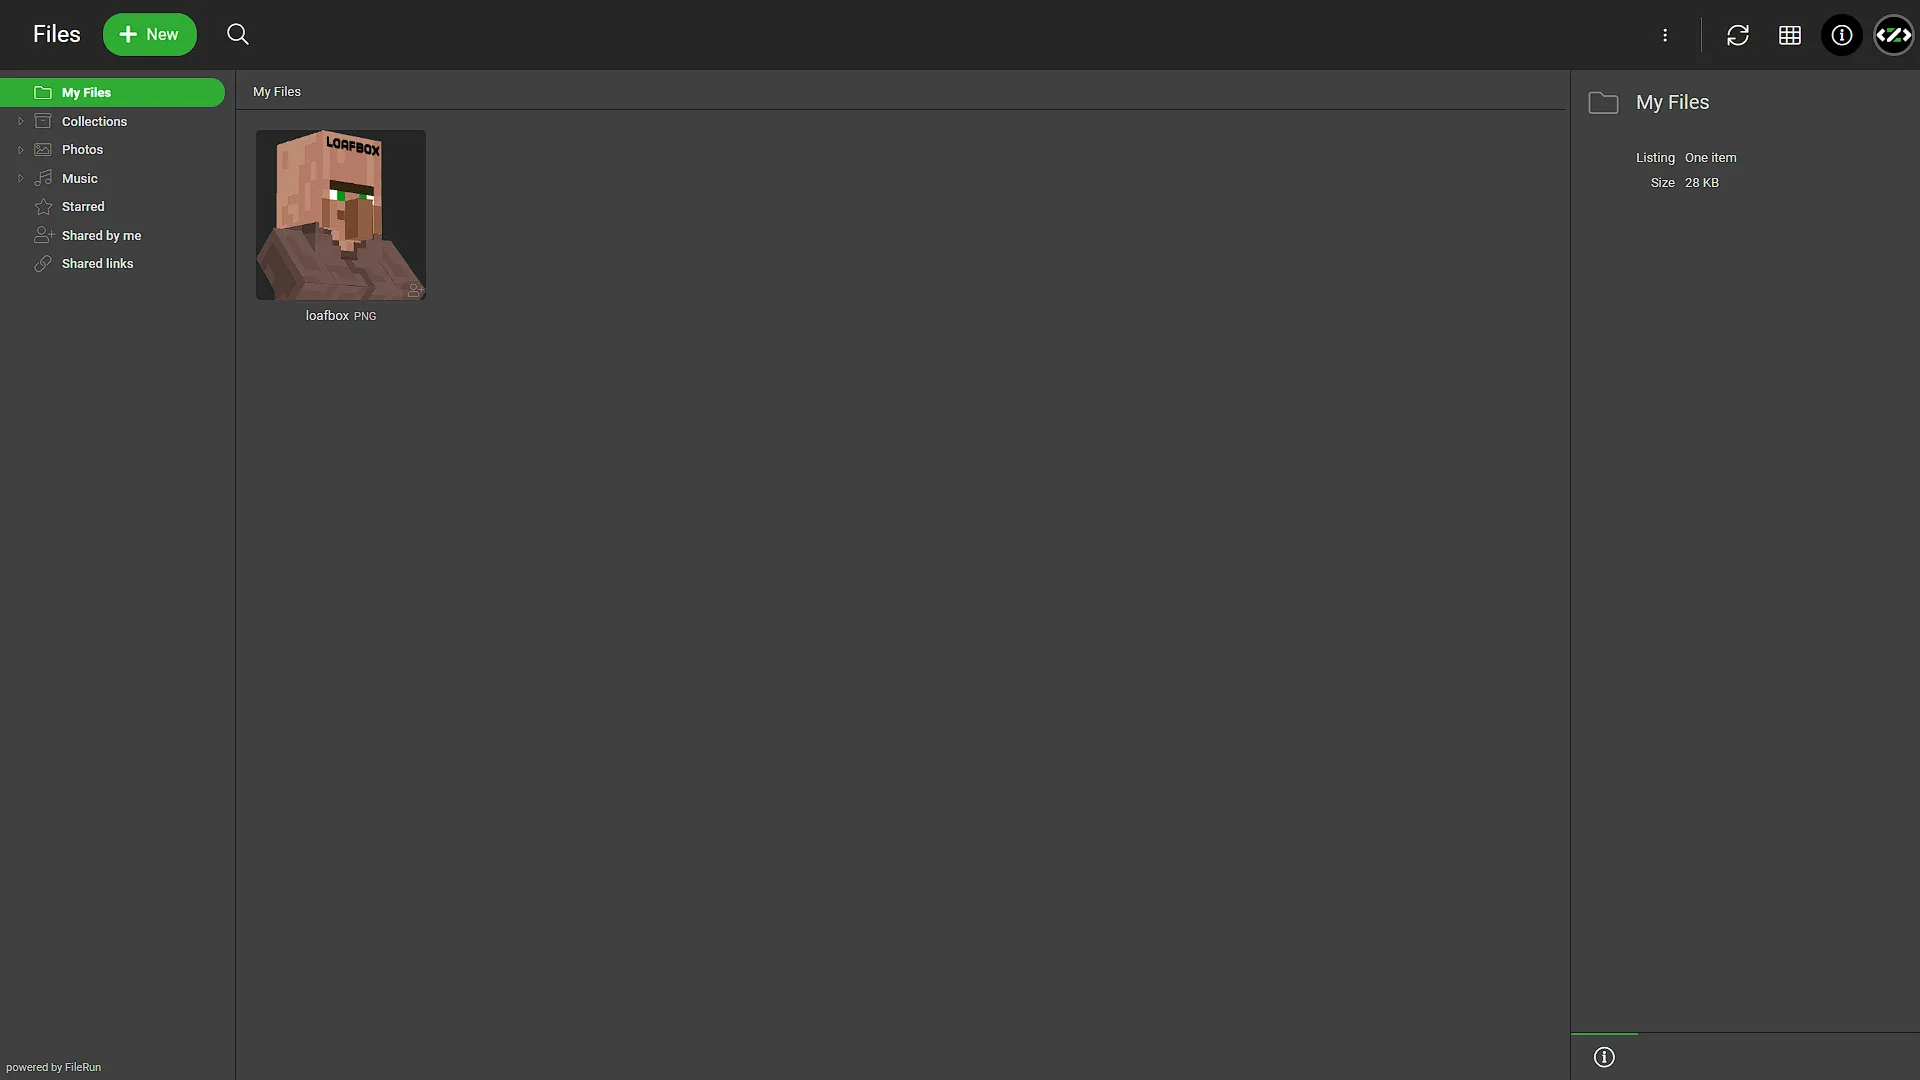 Files
New
My Files
Collections
Photos
Music
Starred
Shared by me
Shared links
My Files
LOAFBOX
loafbox PNG
My Files
Listing One item
Size 28 KB
powered by FileRun